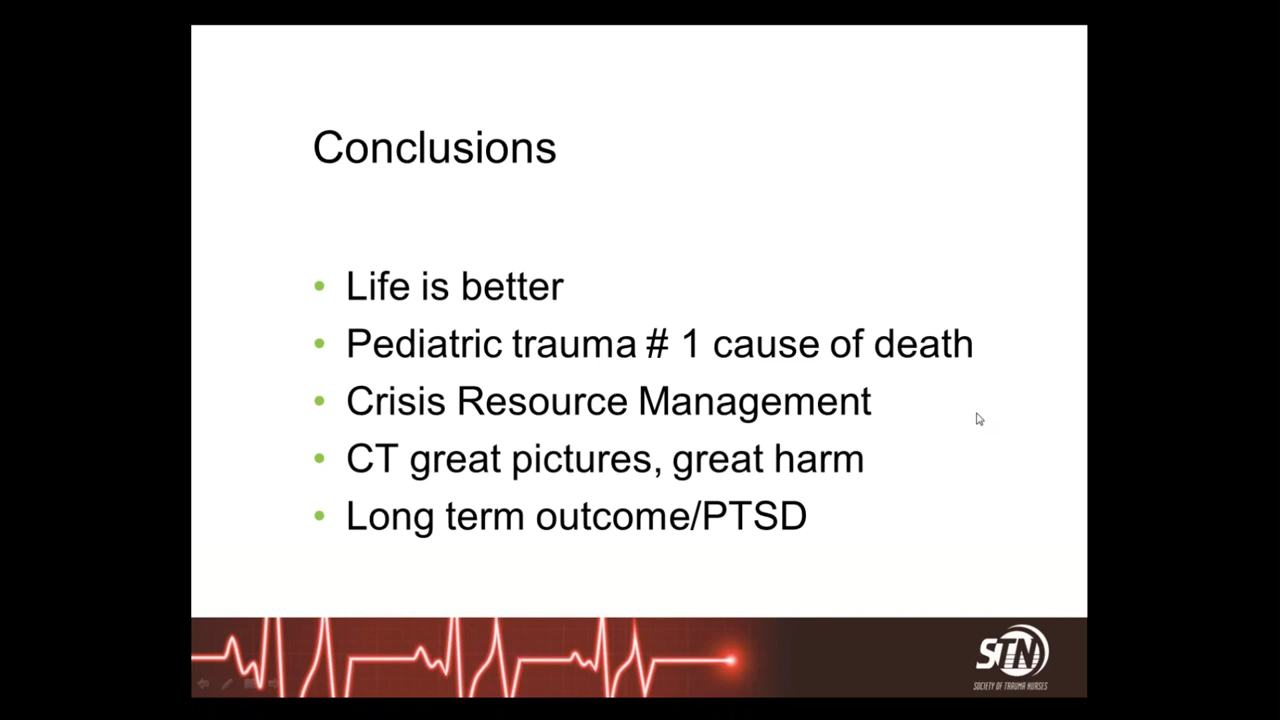 Conclusions
• Life is better
• Pediatric trauma # 1 cause of death
• Crisis Resource Management
• CT great pictures, great harm
• Long term outcome/PTSD
STN
SOCIETY OF TRAUMA NURSES